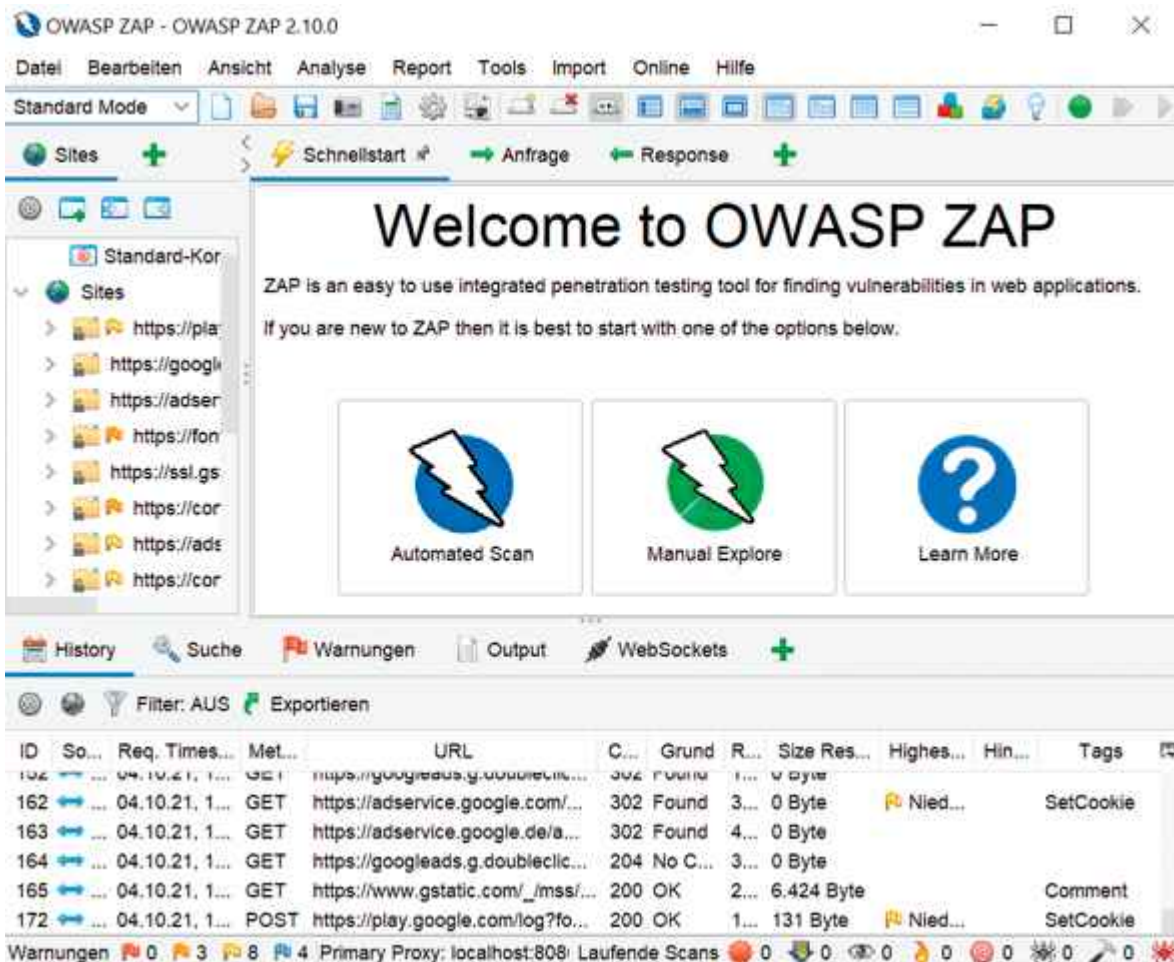 OWASP ZAP - OWASP ZAP 2.10.0
Datei Bearbeiten Ansicht Analyse Report Tools Import Online Hilfe
Standard Mode
Sites
Schnellstart Anfrage Response
Standard-Kor
Sites
https://pla
https://googl
https://adser
https://fon
https://ssl.gs
https://cor
https://ads
https://cor
Welcome to OWASP ZAP
ZAP is an easy to use integrated penetration testing tool for finding vulnerabilities in web applications.
If you are new to ZAP then it is best to start with one of the options below.
Automated Scan Manual Explore Learn More
History Suche Warnungen Output WebSockets
Filter: AUS Exportieren
ID So... Req. Times... Met... URL C... Grund R... Size Res... Highes... Hin... Tags
162 ... 04.10.21, 1... GET https://adservice.google.com/... 302 Found 3... 0 Byte Nied... SetCookie
163 ... 04.10.21, 1... GET https://adservice.google.de/a... 302 Found 4... 0 Byte
164 ... 04.10.21, 1... GET https://googleads.g.doubleclic... 204 No C... 3... 0 Byte
165 ... 04.10.21, 1... GET https://www.gstatic.com/_/mss/... 200 OK 2... 6.424 Byte Comment
172 ... 04.10.21, 1... POST https://play.google.com/log?fo... 200 OK 1... 131 Byte Nied... SetCookie
Warnungen 0 3 8 4 Primary Proxy: localhost:808 Laufende Scans 0 0 0 0 0 0 0